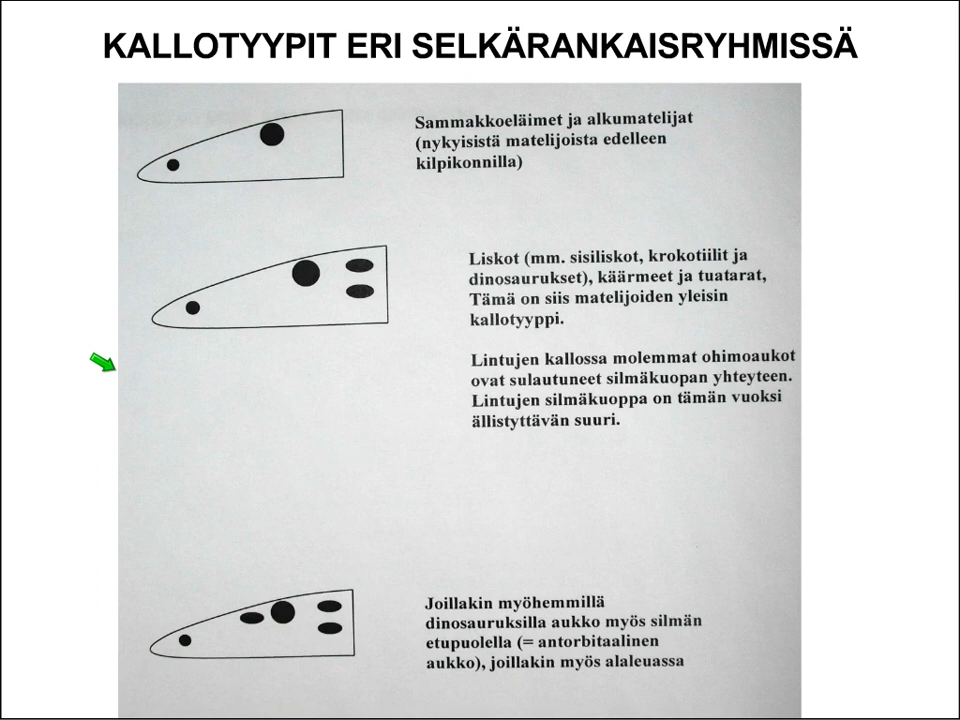 KALLOTYYPIT ERI SELKÄRANKAISRYHMISSÄ
Sammakkoeläimet ja alkumatelijat
(nykyisistä matelijoista edelleen
kilpikonnilla)
Liskot (mm. sisiliskot, krokotiilit ja
dinosaurukset), käärmeet ja tuatarat,
Tämä on siis matelijoiden yleisin
kallotyyppi.
Lintujen kallossa molemmat ohimoaukot
ovat sulautuneet silmäkuopan yhteyteen.
Lintujen silmäkuoppa on tämän vuoksi
ällistyttävän suuri.
Joillakin myöhemmillä
dinosauruksilla aukko myös silmän
etupuolella (= antorbitaalinen
aukko), joillakin myös alaleuassa